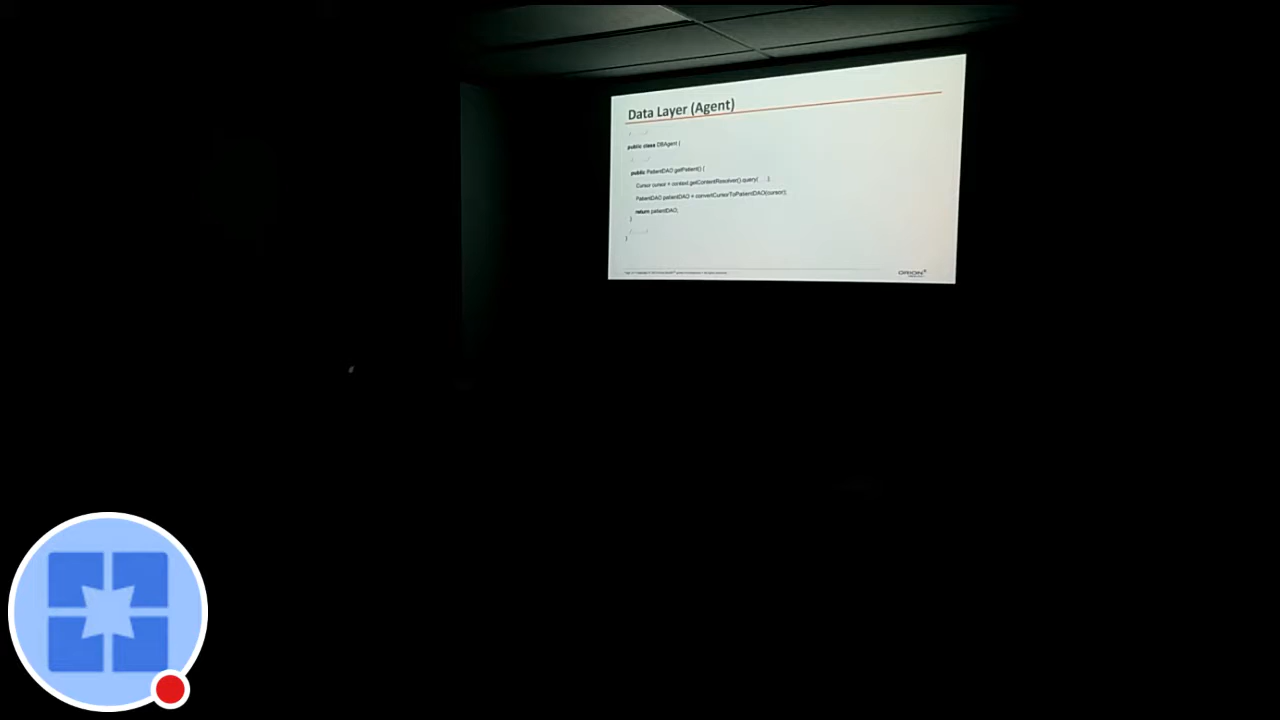 Data Layer (Agent)
public class DBAgent {
public PatientDAO getPatient() {
Cursor cursor = context.getContentResolver().query(. . .);
PatientDAO patientDAO = convertCursorToPatientDAO(cursor);
return patientDAO;
}
}
ORION